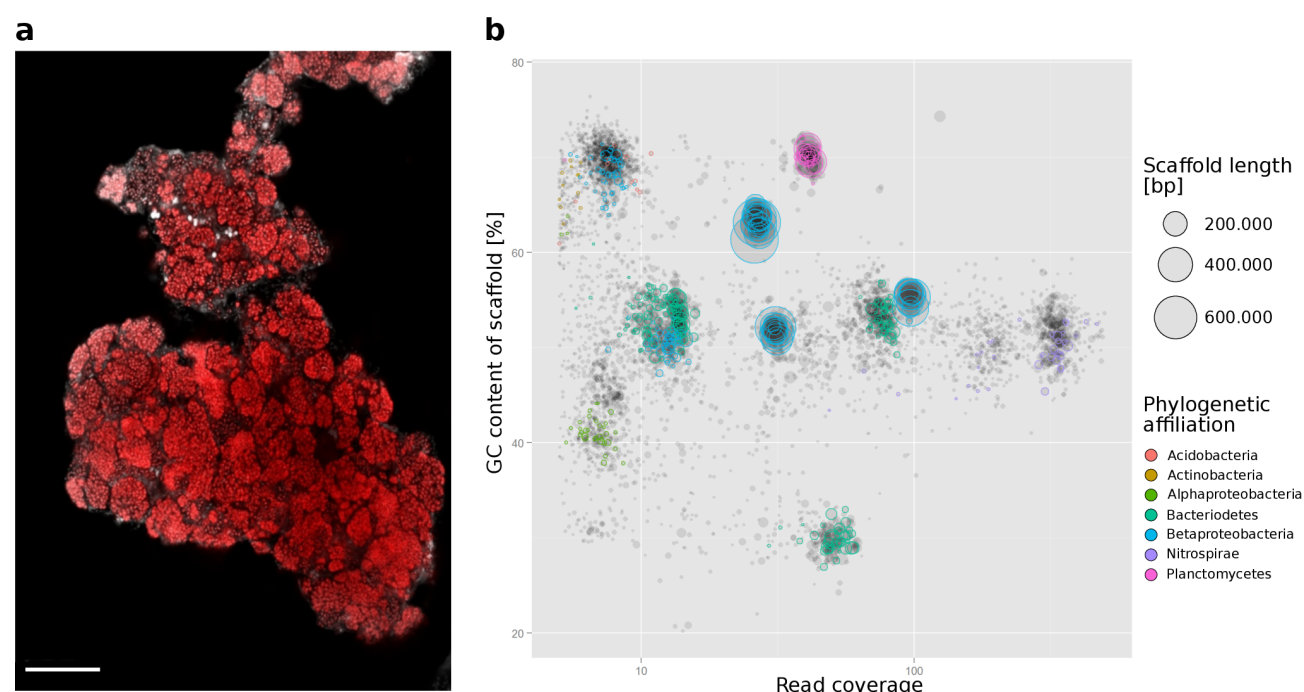 a
b
80
60
40
20
GC content of scaffold [%]
10
100
Read coverage
Scaffold length
[bp]
200.000
400.000
600.000
Phylogenetic
affiliation
Acidobacteria
Actinobacteria
Alphaproteobacteria
Bacteriodetes
Betaproteobacteria
Nitrospirae
Planctomycetes